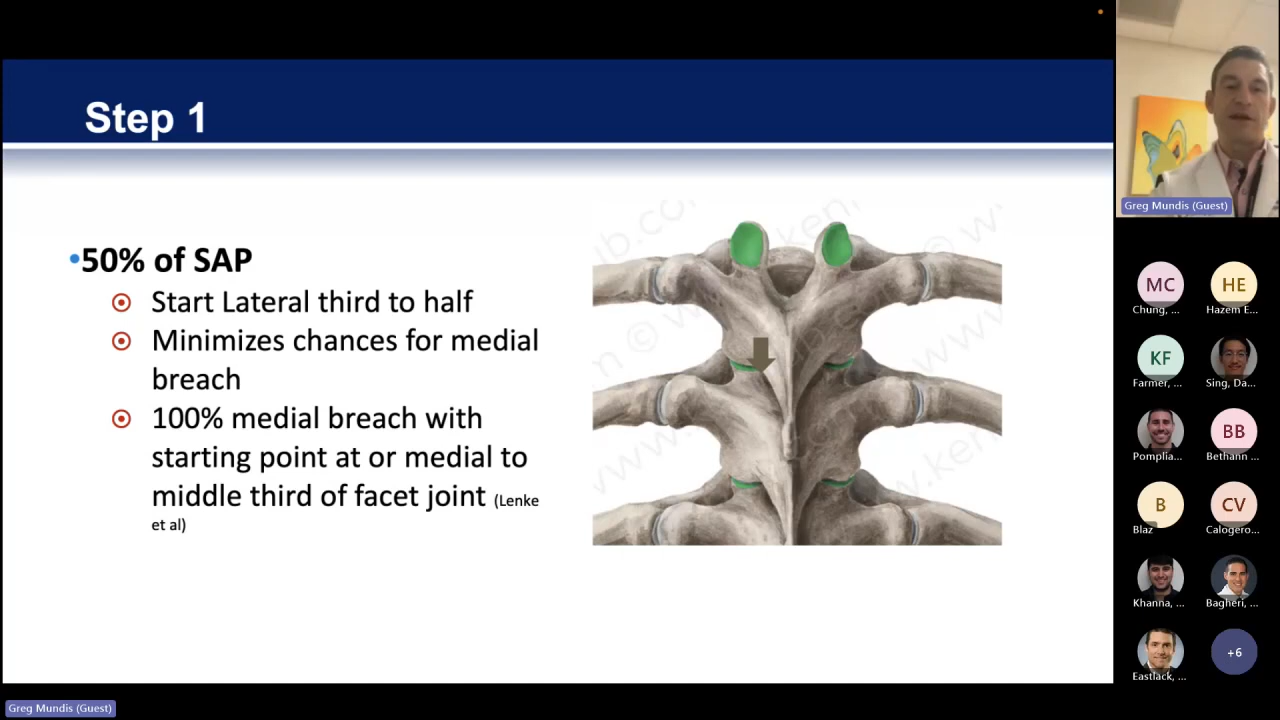 Step 1
•50% of SAP
Start Lateral third to half
Minimizes chances for medial
breach
100% medial breach with
starting point at or medial to
middle third of facet joint (Lenke
et al)
Greg Mundis (Guest)
MC
HE
Chung, ...
Hazem E...
KF
Farmer, ...
Sing, Da...
BB
Pomplia...
Bethann ...
B
CV
Blaz
Calogero...
Khanna, ...
Bagheri, ...
+6
Eastlack, ...
Greg Mundis (Guest)